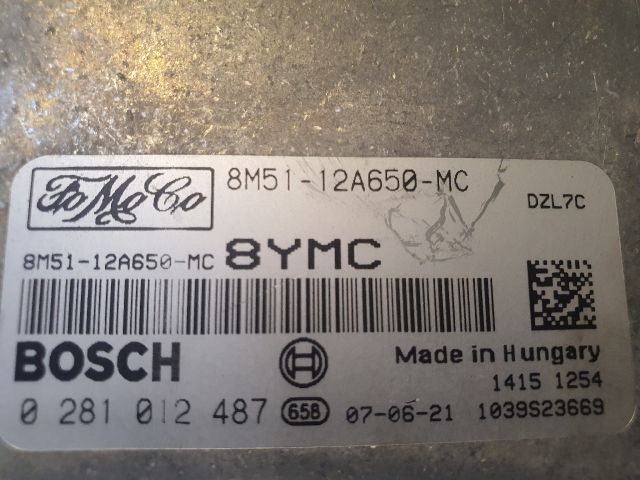 FoMoCo 8M51-12A650-MC
DZL7C
8M51-12A650-MC 8YMC
BOSCH Made in Hungary
1415 1254
0 281 012 487 658 07-06-21 1039S23669